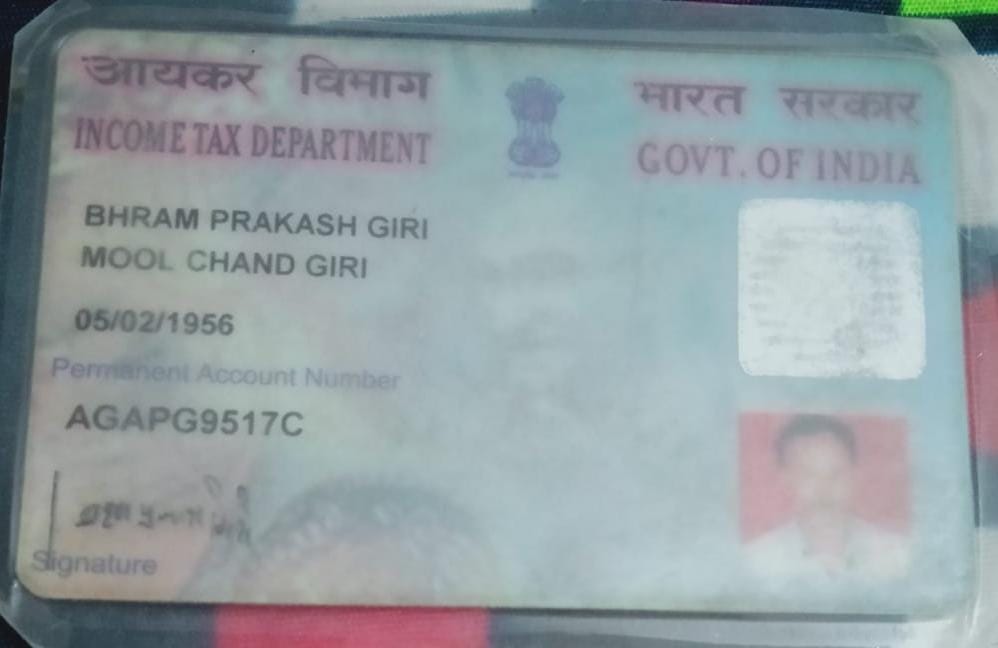 आयकर विभाग
भारत सरकार
INCOME TAX DEPARTMENT
GOVT. OF INDIA
BHRAM PRAKASH GIRI
MOOL CHAND GIRI
05/02/1956
Permanent Account Number
AGAPG9517C
Signature